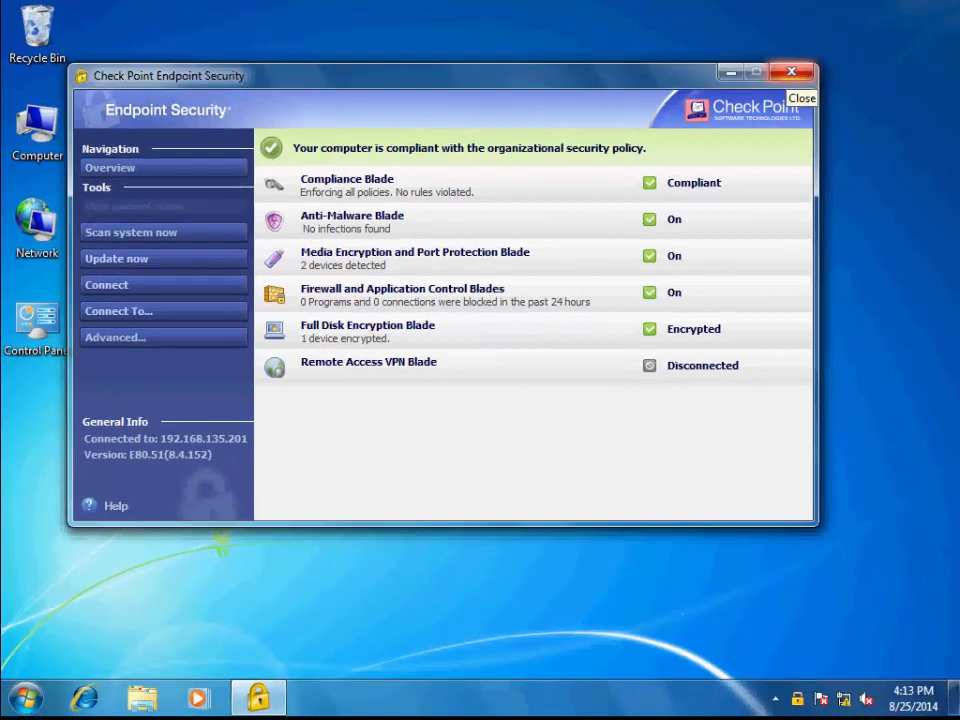 Recycle Bin
Computer
Network
Control Pan
Check Point Endpoint Security
Close
Endpoint Security
Check Point
SOFTWARE TECHNOLOGIES LTD.
Navigation
Overview
Tools
Scan system now
Update now
Connect
Connect To...
Advanced...
General Info
Connected to: 192.168.135.201
Version: E80.51(8.4.152)
? Help
Your computer is compliant with the organizational security policy.
Compliance Blade
Enforcing all policies. No rules violated.
Compliant
Anti-Malware Blade
No infections found
On
Media Encryption and Port Protection Blade
2 devices detected
On
Firewall and Application Control Blades
0 Programs and 0 connections were blocked in the past 24 hours
On
Full Disk Encryption Blade
1 device encrypted.
Encrypted
Remote Access VPN Blade
Disconnected
4:13 PM
8/25/2014